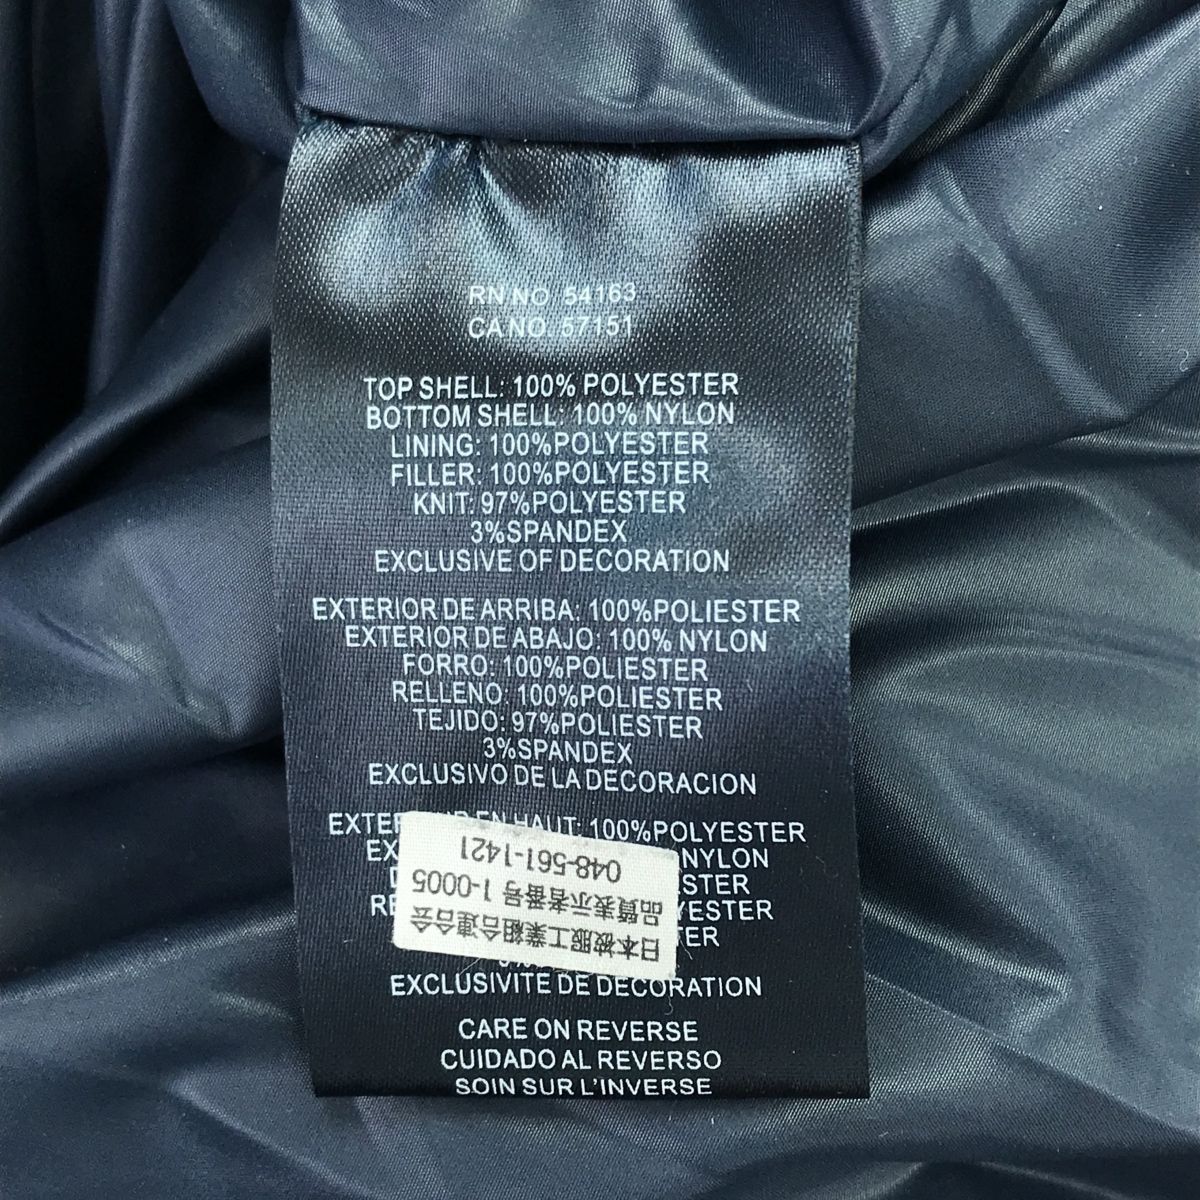 RN NO. 54163
CA NO. 57151
TOP SHELL: 100% POLYESTER
BOTTOM SHELL: 100% NYLON
LINING: 100%POLYESTER
FILLER: 100%POLYESTER
KNIT: 97%POLYESTER
3%SPANDEX
EXCLUSIVE OF DECORATION
EXTERIOR DE ARRIBA: 100%POLIESTER
EXTERIOR DE ABAJO: 100% NYLON
FORRO: 100%POLIESTER
RELLENO: 100%POLIESTER
TEJIDO: 97%POLIESTER
3%SPANDEX
EXCLUSIVO DE LA DECORACION
EN HAUT: 100%POLYESTER
NYLON
EXCLUSIVITE DE DECORATION
CARE ON REVERSE
CUIDADO AL REVERSO
SOIN SUR L'INVERSE
日本被服工業組合連合会
品質表示者番号 1-0005
048-561-1421